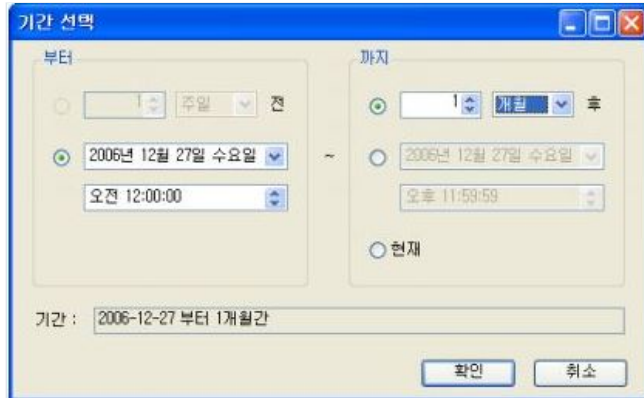 기간 선택
부터
까지
1 주일 전
1 개월 후
2006년 12월 27일 수요일
~
2006년 12월 27일 수요일
오전 12:00:00
오후 11:59:59
현재
기간 : 2006-12-27 부터 1개월간
확인
취소